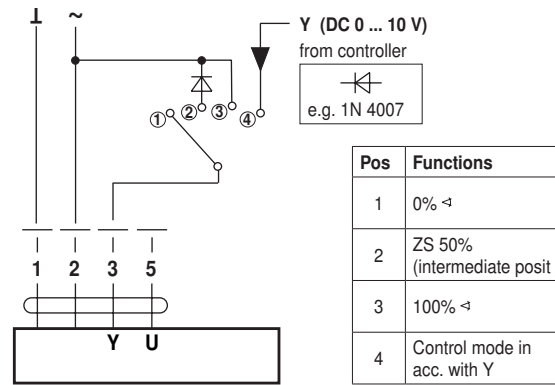 ⊥ ~
Y (DC 0 ... 10 V)
from controller
e.g. 1N 4007
① ② ③ ④
1 2 3 5
Y U
Pos Functions
1 0% ◁
2 ZS 50%
(intermediate posit
3 100% ◁
4 Control mode in
acc. with Y